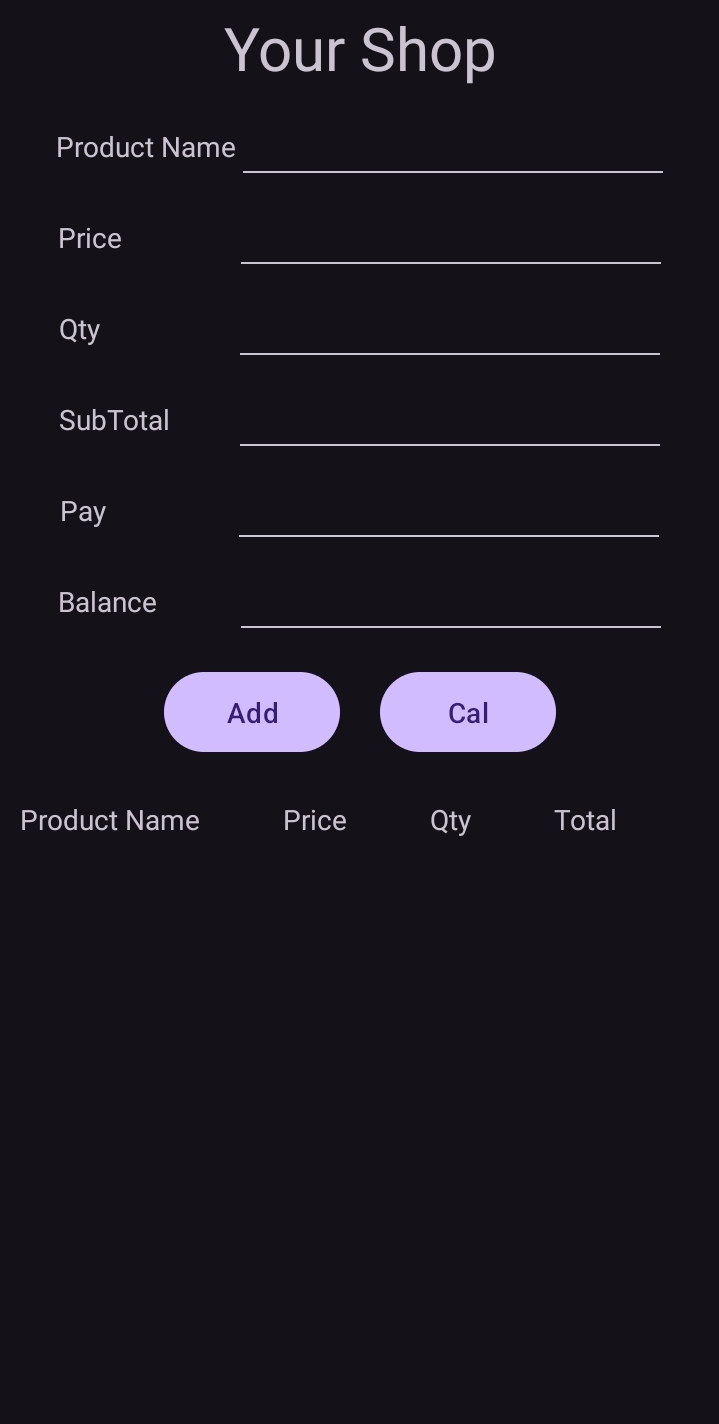 Your Shop
Product Name
Price
Qty
SubTotal
Pay
Balance
Add Cal
Product Name Price Qty Total